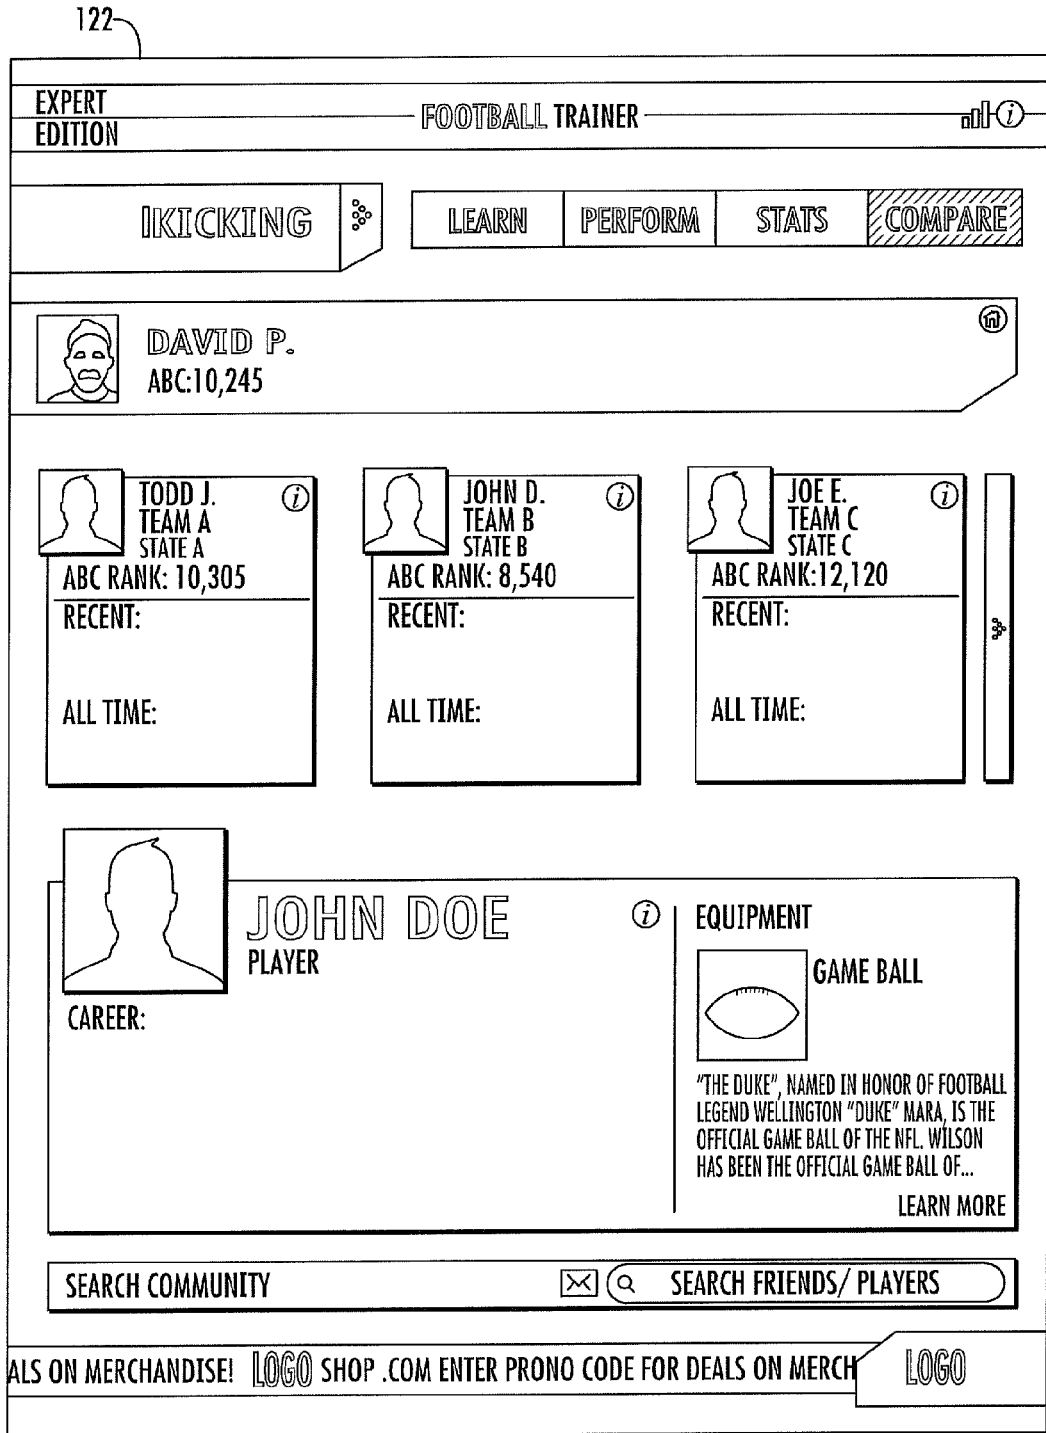 122
EXPERT
EDITION
FOOTBALL TRAINER
i
IKICKING
LEARN PERFORM STATS COMPARE
DAVID P.
ABC:10,245
TODD J.
TEAM A
STATE A
ABC RANK: 10,305
RECENT:
ALL TIME:
i
JOHN D.
TEAM B
STATE B
ABC RANK: 8,540
RECENT:
ALL TIME:
i
JOE E.
TEAM C
STATE C
ABC RANK:12,120
RECENT:
ALL TIME:
i
JOHN DOE
PLAYER
CAREER:
i
EQUIPMENT
GAME BALL
"THE DUKE", NAMED IN HONOR OF FOOTBALL
LEGEND WELLINGTON "DUKE" MARA, IS THE
OFFICIAL GAME BALL OF THE NFL. WILSON
HAS BEEN THE OFFICIAL GAME BALL OF...
LEARN MORE
SEARCH COMMUNITY
SEARCH FRIENDS/ PLAYERS
ALS ON MERCHANDISE! LOGO SHOP .COM ENTER PRONO CODE FOR DEALS ON MERCH
LOGO